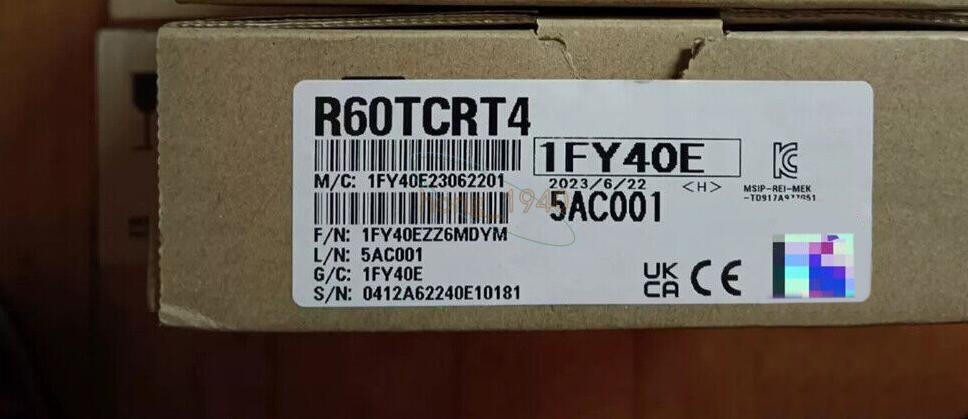 R60TCRT4
1FY40E
M/C: 1FY40E23062201
2023/6/22
<H>
MSIP-REI-MEK
5AC001
F/N: 1FY40EZZ6MDYM
L/N: 5AC001
G/C: 1FY40E
S/N: 0412A62240E10181
UK
CA
CE